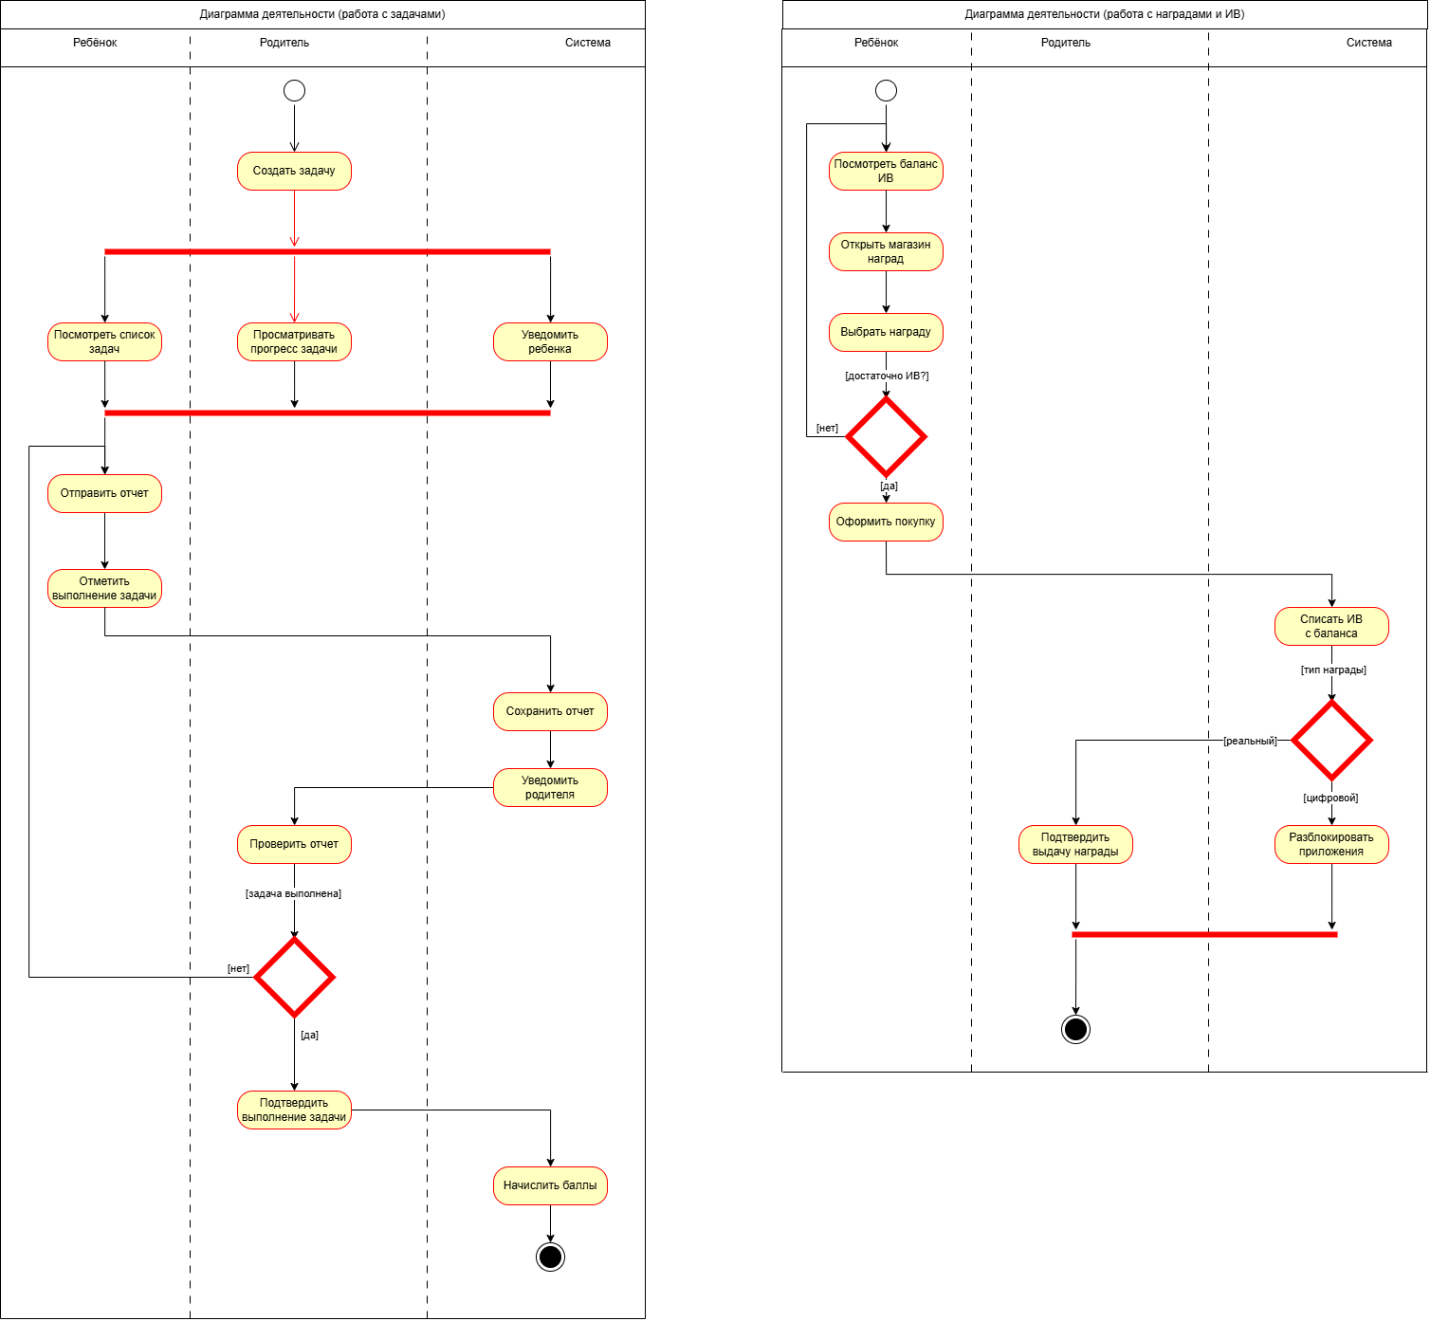 Диаграмма деятельности (работа с задачами)
Ребёнок
Родитель
Система
Создать задачу
Посмотреть список
задач
Просматривать
прогресс задачи
Уведомить
ребенка
Отправить отчет
Отметить
выполнение задачи
Сохранить отчет
Уведомить
родителя
Проверить отчет
[задача выполнена]
[нет]
[да]
Подтвердить
выполнение задачи
Начислить баллы
Диаграмма деятельности (работа с наградами и ИВ)
Ребёнок
Родитель
Система
Посмотреть баланс
ИВ
Открыть магазин
наград
Выбрать награду
[достаточно ИВ?]
[нет]
[да]
Оформить покупку
Списать ИВ
с баланса
[тип награды]
[реальный]
[цифровой]
Подтвердить
выдачу награды
Разблокировать
приложения